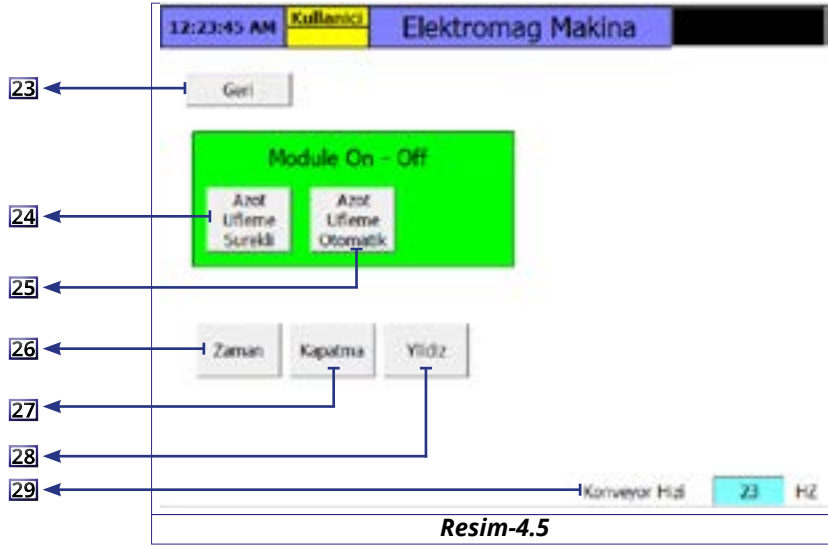 12:23:45 AM Kullanici Elektromag Makina
23 Geri
Module On - Off
24 Azot Ufleme Surekli
Azot Ufleme Otomatik
25
26 Zaman Kapatma Yildiz
27
28
29 Konveyor Hizi 23 HZ
Resim-4.5